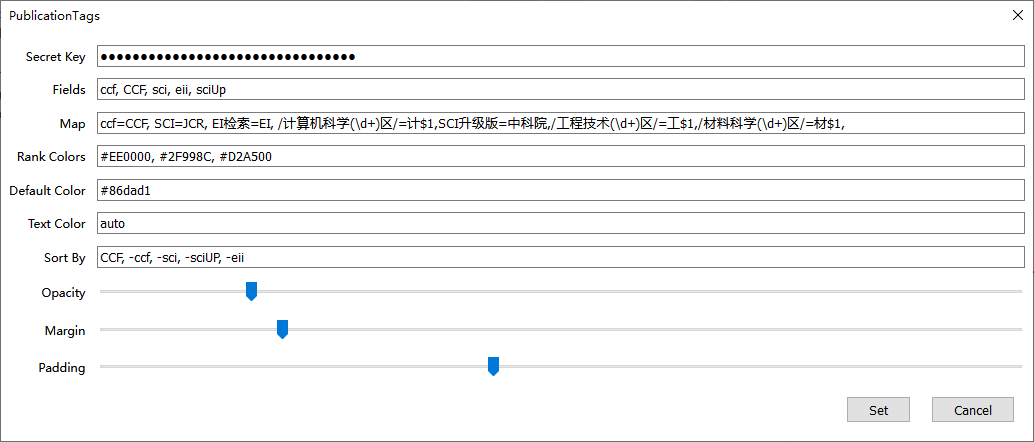 PublicationTags
Secret Key ●●●●●●●●●●●●●●●●●●●●●●●●●●●●●●●●
Fields ccf, CCF, sci, eii, sciUp
Map ccf=CCF, SCI=JCR, EI检索=EI, /计算机科学(\d+)区/=计$1,SCI升级版=中科院,/工程技术(\d+)区/=工$1,/材料科学(\d+)区/=材$1,
Rank Colors #EE0000, #2F998C, #D2A500
Default Color #86dad1
Text Color auto
Sort By CCF, -ccf, -sci, -sciUP, -eii
Opacity
Margin
Padding
Set Cancel